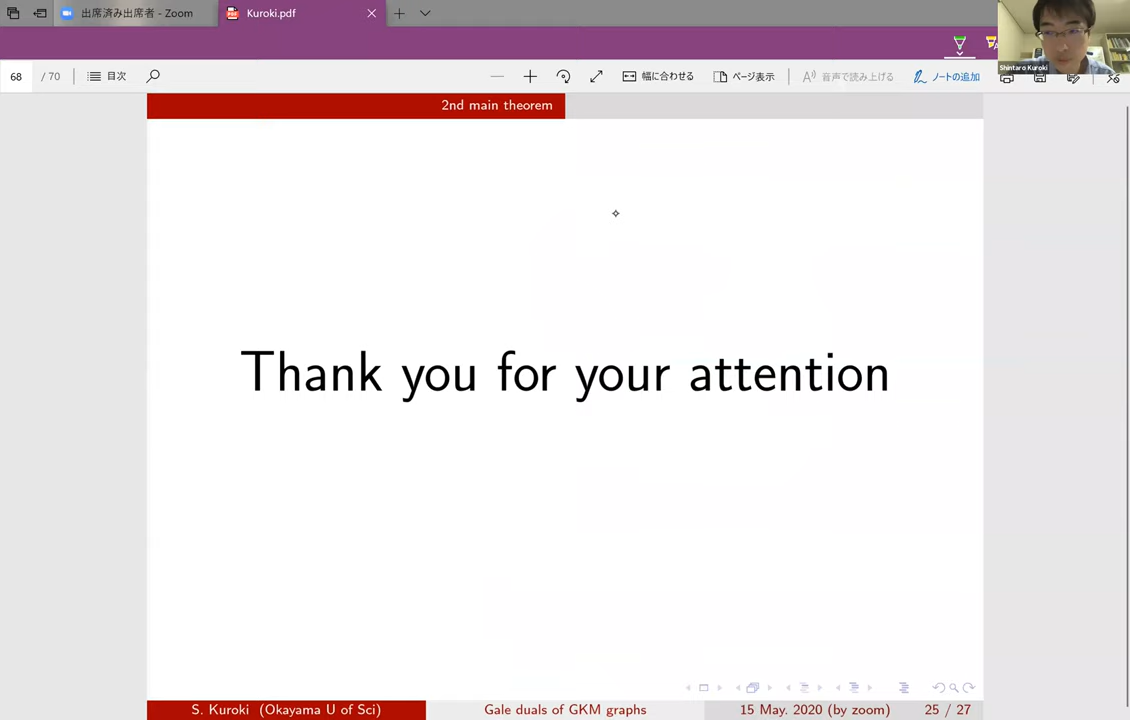 出席済み出席者 - Zoom
Kuroki.pdf
68 / 70
目次
幅に合わせる
ページ表示
音声で読み上げる
ノートの追加
Shintaro Kuroki
2nd main theorem
Thank you for your attention
S. Kuroki (Okayama U of Sci)
Gale duals of GKM graphs
15 May. 2020 (by zoom)
25 / 27